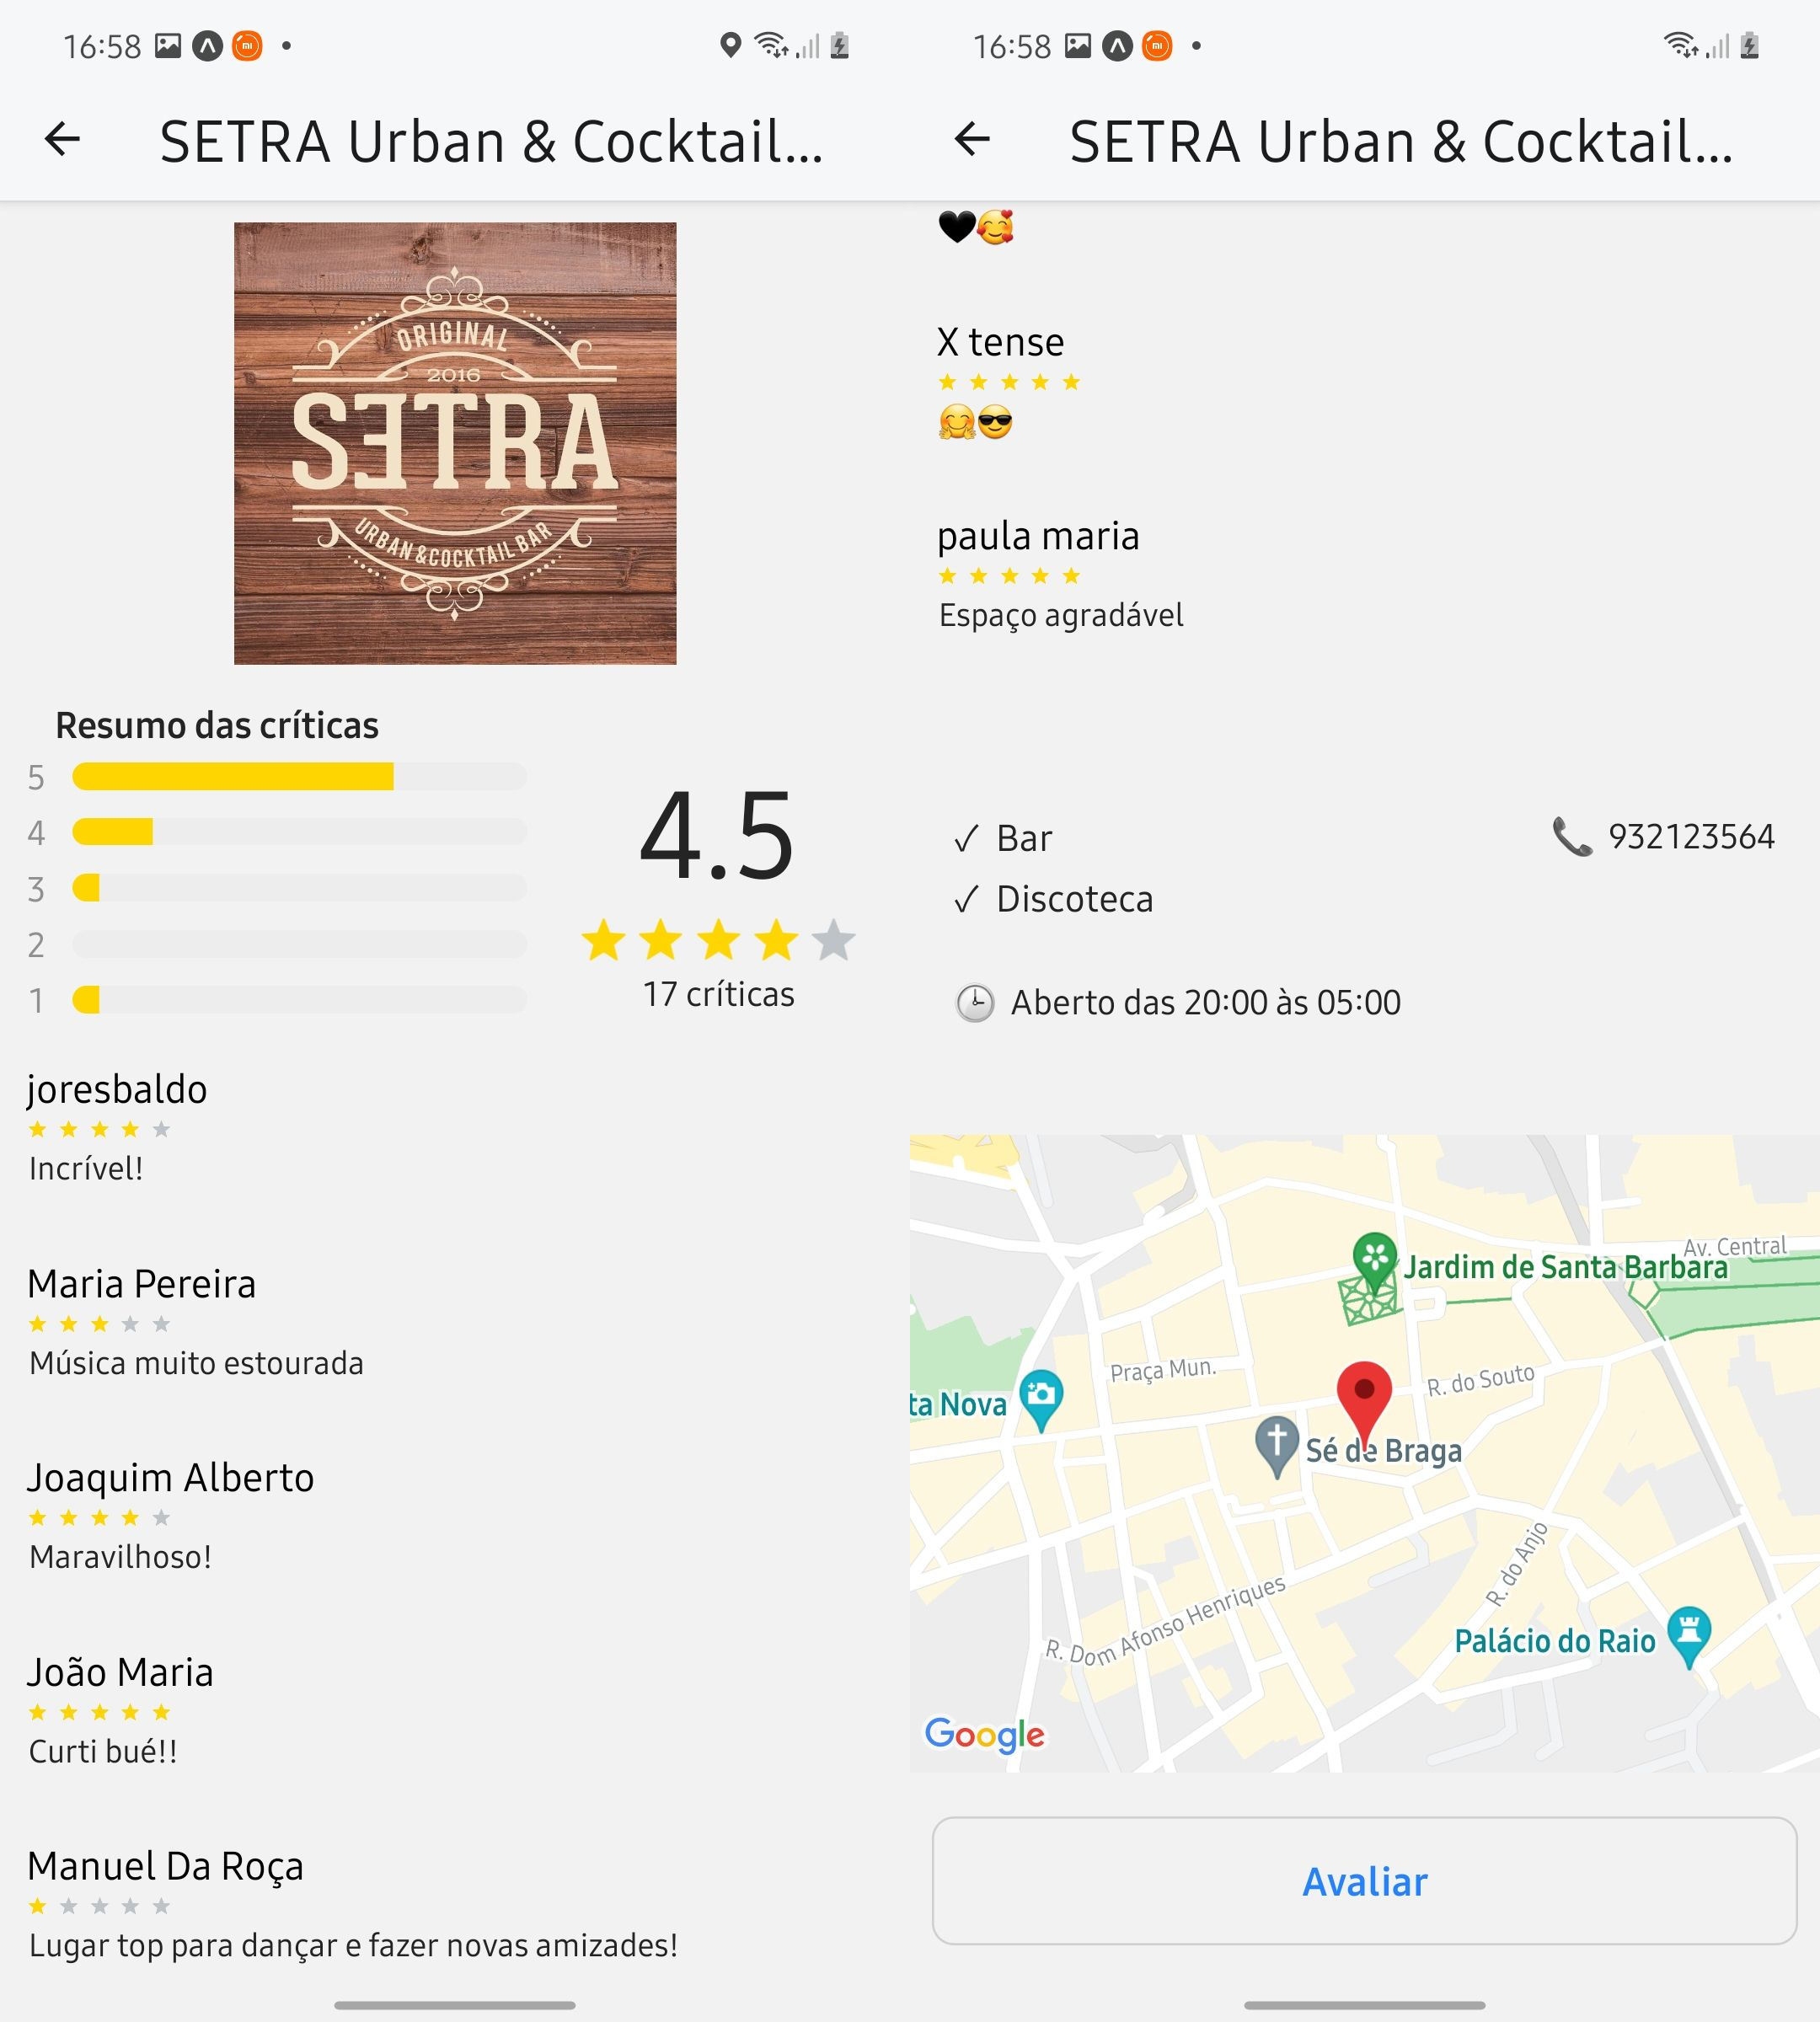 16:58
SETRA Urban & Cocktail...
ORIGINAL
2016
SETRA
URBAN & COCKTAIL BAR
Resumo das críticas
5
4
3
2
1
4.5
17 críticas
joresbaldo
Incrível!
Maria Pereira
Música muito estourada
Joaquim Alberto
Maravilhoso!
João Maria
Curti bué!!
Manuel Da Roça
Lugar top para dançar e fazer novas amizades!
16:58
SETRA Urban & Cocktail...
🖤🥰
X tense
🤗😎
paula maria
Espaço agradável
✓ Bar
📞 932123564
✓ Discoteca
🕒 Aberto das 20:00 às 05:00
Av. Central
Jardim de Santa Barbara
Praça Mun.
R. do Souto
ta Nova
Sé de Braga
R. do Anjo
R. Dom Afonso Henriques
Palácio do Raio
Google
Avaliar